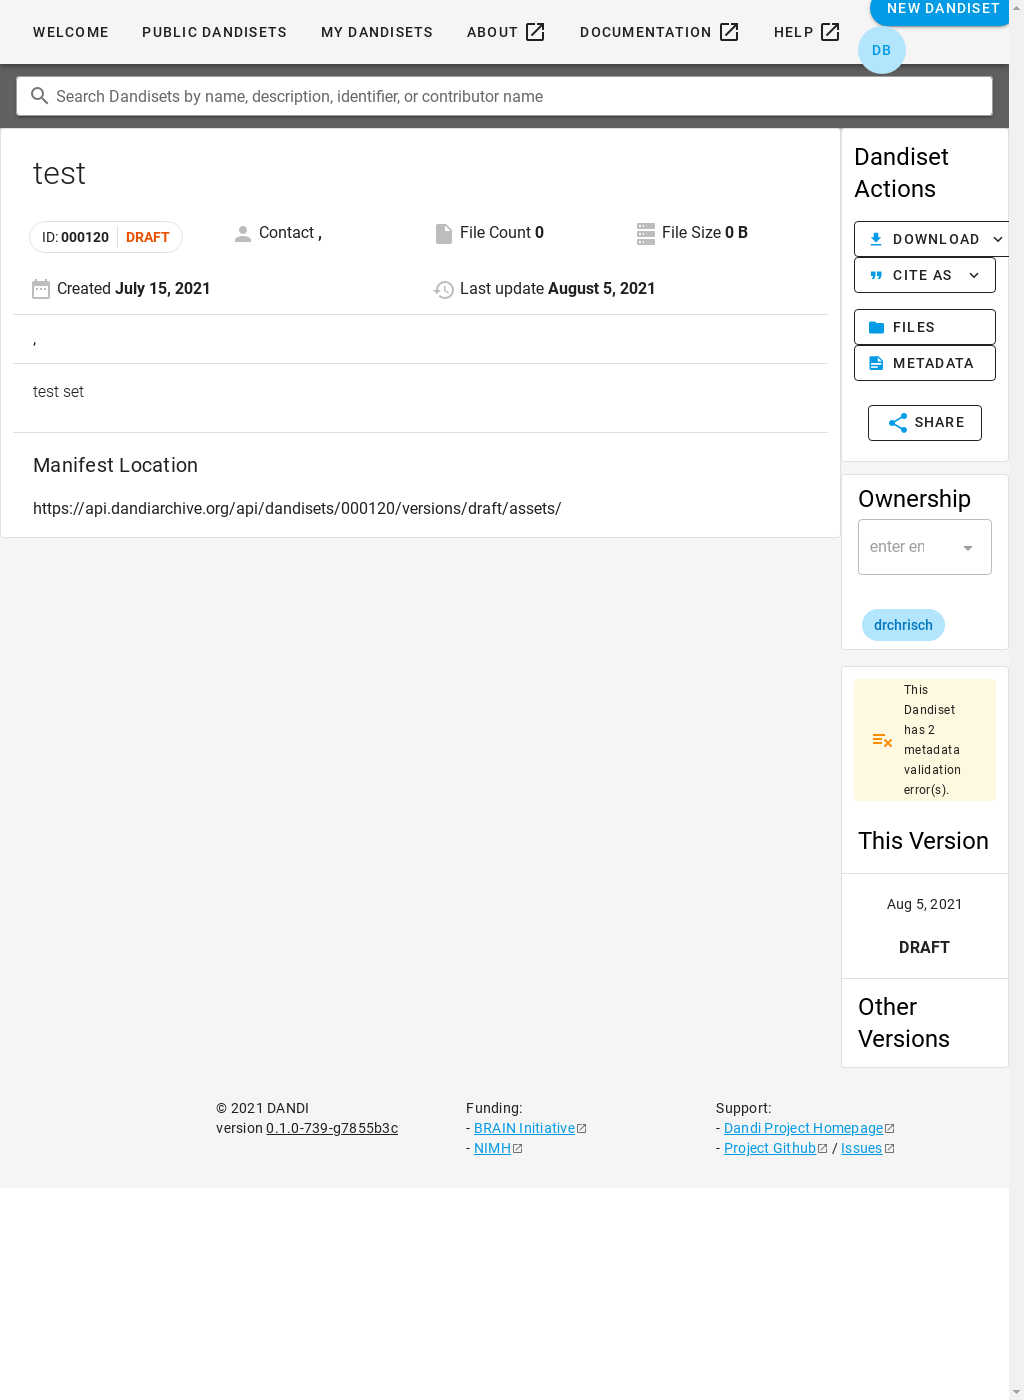 WELCOME PUBLIC DANDISETS MY DANDISETS ABOUT DOCUMENTATION HELP NEW DANDISET
DB
Search Dandisets by name, description, identifier, or contributor name
test
ID: 000120 DRAFT Contact , File Count 0 File Size 0 B
Created July 15, 2021 Last update August 5, 2021
,
test set
Manifest Location
https://api.dandiarchive.org/api/dandisets/000120/versions/draft/assets/
Dandiset
Actions
DOWNLOAD
CITE AS
FILES
METADATA
SHARE
Ownership
enter en
drchrisch
This
Dandiset
has 2
metadata
validation
error(s).
This Version
Aug 5, 2021
DRAFT
Other
Versions
© 2021 DANDI
version 0.1.0-739-g7855b3c
Funding:
- BRAIN Initiative
- NIMH
Support:
- Dandi Project Homepage
- Project Github / Issues